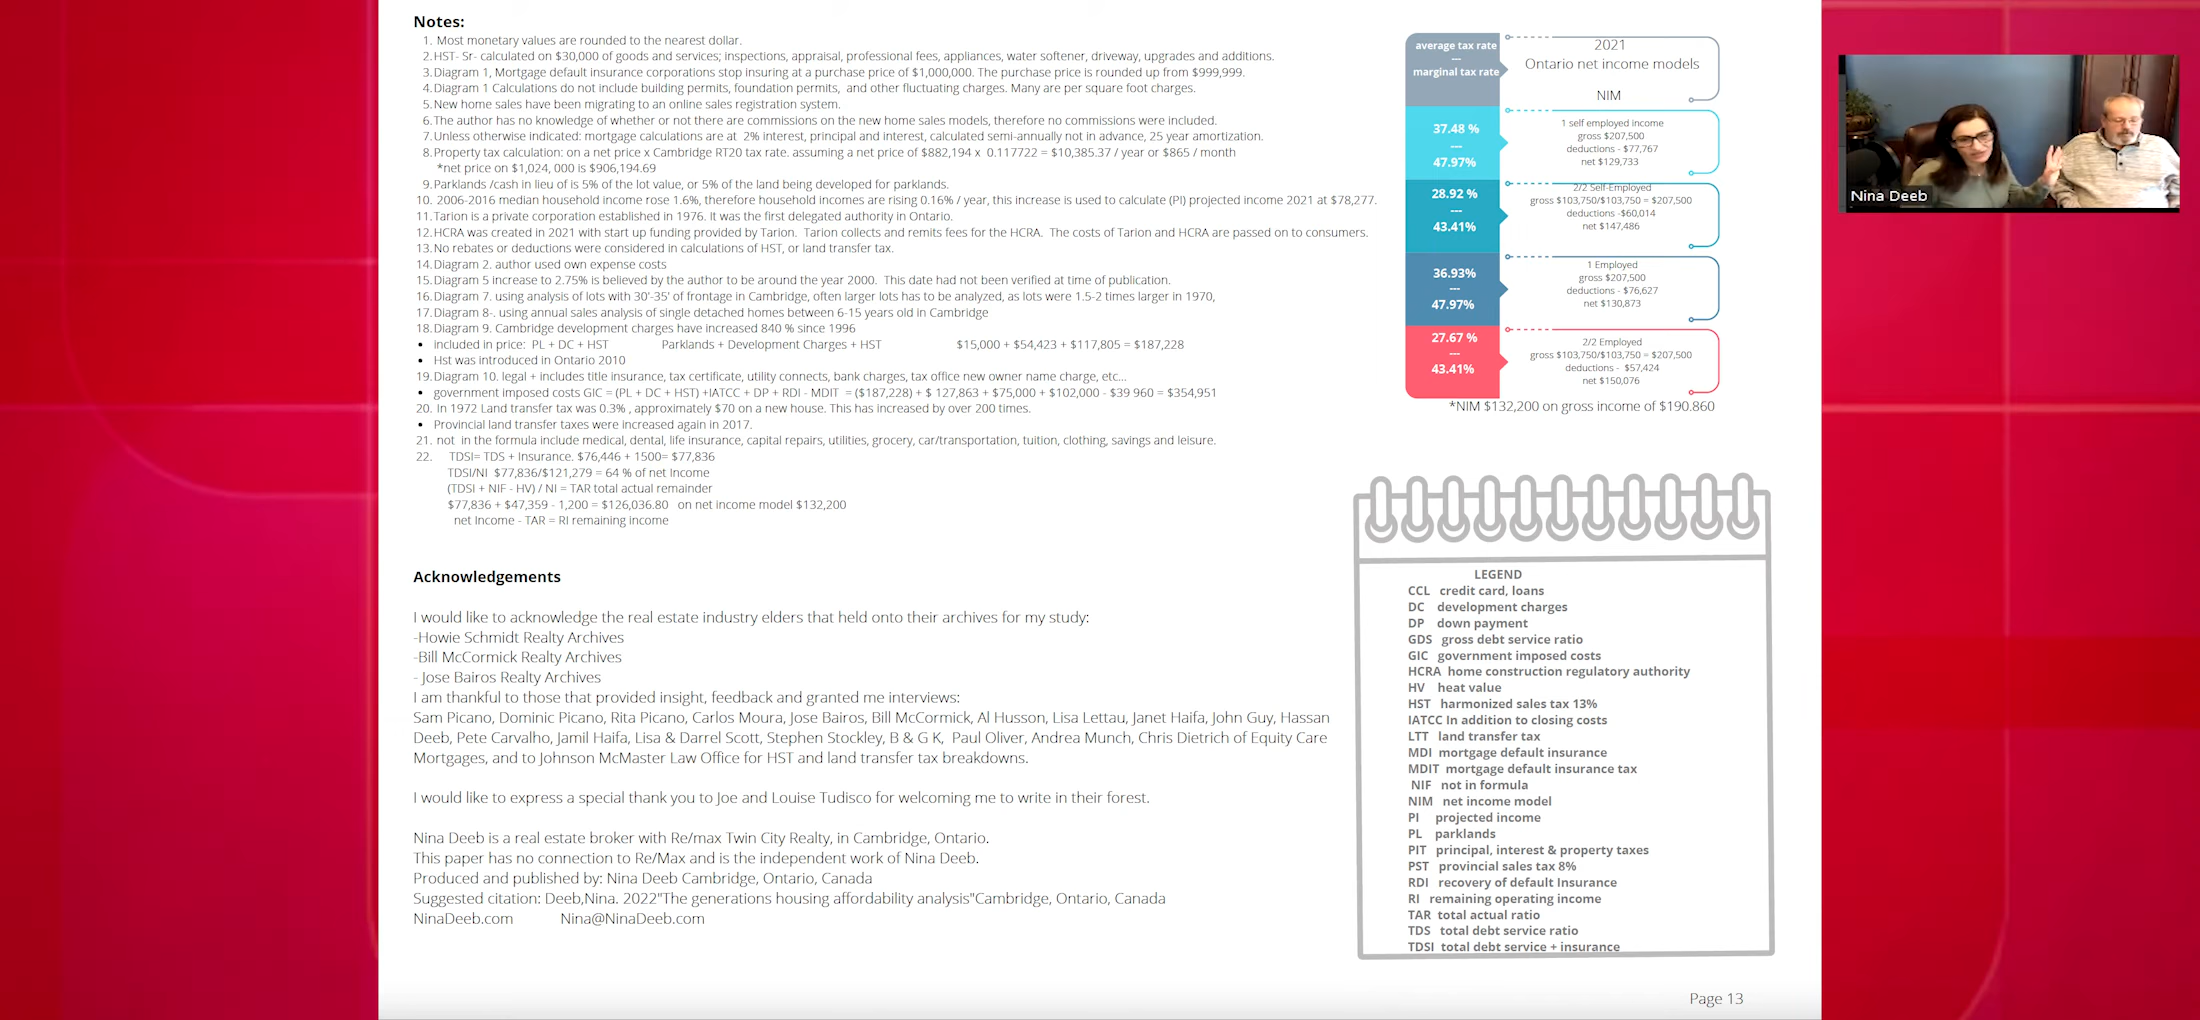 Notes:
1. Most monetary values are rounded to the nearest dollar.
2.HST- Sr- calculated on $30,000 of goods and services; inspections, appraisal, professional fees, appliances, water softener, driveway, upgrades and additions.
3.Diagram 1, Mortgage default insurance corporations stop insuring at a purchase price of $1,000,000. The purchase price is rounded up from $999,999.
4.Diagram 1 Calculations do not include building permits, foundation permits, and other fluctuating charges. Many are per square foot charges.
5.New home sales have been migrating to an online sales registration system.
6.The author has no knowledge of whether or not there are commissions on the new home sales models, therefore no commissions were included.
7.Unless otherwise indicated: mortgage calculations are at 2% interest, principal and interest, calculated semi-annually not in advance, 25 year amortization.
8.Property tax calculation: on a net price x Cambridge RT20 tax rate. assuming a net price of $882,194 x 0.117722 = $10,385.37 / year or $865 / month
*net price on $1,024, 000 is $906,194.69
9.Parklands /cash in lieu of is 5% of the lot value, or 5% of the land being developed for parklands.
10. 2006-2016 median household income rose 1.6%, therefore household incomes are rising 0.16% / year, this increase is used to calculate (PI) projected income 2021 at $78,277.
11.Tarion is a private corporation established in 1976. It was the first delegated authority in Ontario.
12.HCRA was created in 2021 with start up funding provided by Tarion. Tarion collects and remits fees for the HCRA. The costs of Tarion and HCRA are passed on to consumers.
13.No rebates or deductions were considered in calculations of HST, or land transfer tax.
14.Diagram 2. author used own expense costs
15.Diagram 5 increase to 2.75% is believed by the author to be around the year 2000. This date had not been verified at time of publication.
16.Diagram 7. using analysis of lots with 30'-35' of frontage in Cambridge, often larger lots has to be analyzed, as lots were 1.5-2 times larger in 1970,
17.Diagram 8-. using annual sales analysis of single detached homes between 6-15 years old in Cambridge
18.Diagram 9. Cambridge development charges have increased 840 % since 1996
• included in price: PL + DC + HST Parklands + Development Charges + HST $15,000 + $54,423 + $117,805 = $187,228
• Hst was introduced in Ontario 2010
19.Diagram 10. legal + includes title insurance, tax certificate, utility connects, bank charges, tax office new owner name charge, etc...
• government imposed costs GIC = (PL + DC + HST) +IATCC + DP + RDI - MDIT = ($187,228) + $ 127,863 + $75,000 + $102,000 - $39 960 = $354,951
20. In 1972 Land transfer tax was 0.3% , approximately $70 on a new house. This has increased by over 200 times.
• Provincial land transfer taxes were increased again in 2017.
21. not in the formula include medical, dental, life insurance, capital repairs, utilities, grocery, car/transportation, tuition, clothing, savings and leisure.
22. TDSI= TDS + Insurance. $76,446 + 1500= $77,836
TDSI/NI $77,836/$121,279 = 64 % of net Income
(TDSI + NIF - HV) / NI = TAR total actual remainder
$77,836 + $47,359 - 1,200 = $126,036.80 on net income model $132,200
net Income - TAR = RI remaining income
Acknowledgements
I would like to acknowledge the real estate industry elders that held onto their archives for my study:
-Howie Schmidt Realty Archives
-Bill McCormick Realty Archives
- Jose Bairos Realty Archives
I am thankful to those that provided insight, feedback and granted me interviews:
Sam Picano, Dominic Picano, Rita Picano, Carlos Moura, Jose Bairos, Bill McCormick, Al Husson, Lisa Lettau, Janet Haifa, John Guy, Hassan
Deeb, Pete Carvalho, Jamil Haifa, Lisa & Darrel Scott, Stephen Stockley, B & G K, Paul Oliver, Andrea Munch, Chris Dietrich of Equity Care
Mortgages, and to Johnson McMaster Law Office for HST and land transfer tax breakdowns.
I would like to express a special thank you to Joe and Louise Tudisco for welcoming me to write in their forest.
Nina Deeb is a real estate broker with Re/max Twin City Realty, in Cambridge, Ontario.
This paper has no connection to Re/Max and is the independent work of Nina Deeb.
Produced and published by: Nina Deeb Cambridge, Ontario, Canada
Suggested citation: Deeb,Nina. 2022"The generations housing affordability analysis"Cambridge, Ontario, Canada
NinaDeeb.com Nina@NinaDeeb.com
average tax rate
---
marginal tax rate
2021
Ontario net income models
NIM
37.48 %
---
47.97%
1 self employed income
gross $207,500
deductions - $77,767
net $129,733
28.92 %
---
43.41%
2/2 Self-Employed
gross $103,750/$103,750 = $207,500
deductions -$60,014
net $147,486
36.93%
---
47.97%
1 Employed
gross $207,500
deductions - $76,627
net $130,873
27.67 %
---
43.41%
2/2 Employed
gross $103,750/$103,750 = $207,500
deductions - $57,424
net $150,076
*NIM $132,200 on gross income of $190.860
LEGEND
CCL credit card, loans
DC development charges
DP down payment
GDS gross debt service ratio
GIC government imposed costs
HCRA home construction regulatory authority
HV heat value
HST harmonized sales tax 13%
IATCC In addition to closing costs
LTT land transfer tax
MDI mortgage default insurance
MDIT mortgage default insurance tax
NIF not in formula
NIM net income model
PI projected income
PL parklands
PIT principal, interest & property taxes
PST provincial sales tax 8%
RDI recovery of default Insurance
RI remaining operating income
TAR total actual ratio
TDS total debt service ratio
TDSI total debt service + insurance
Page 13
Nina Deeb